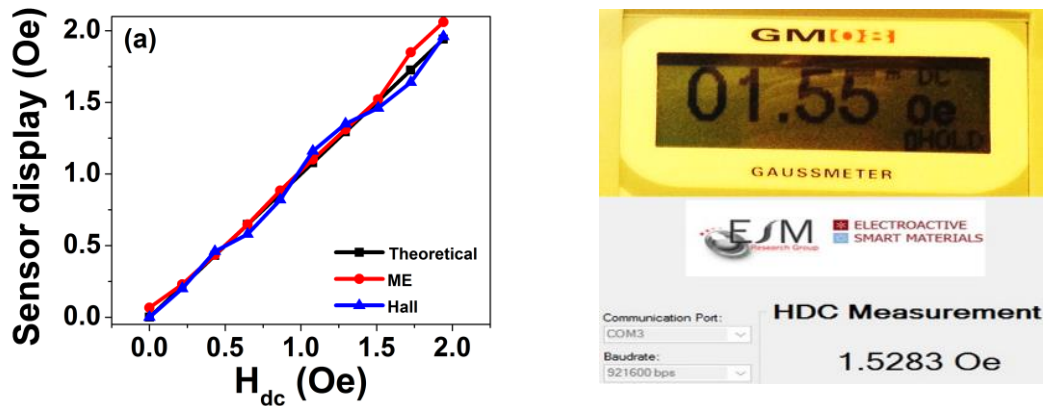 (a)
Sensor display (Oe)
2.0
1.5
1.0
0.5
0.0
Theoretical
ME
Hall
0.0 0.5 1.0 1.5 2.0
H_dc (Oe)
GM
01.55 DC
Oe
HOLD
GAUSSMETER
ESM
Research Group
ELECTROACTIVE
SMART MATERIALS
Communication Port:
COM3
Baudrate:
921600 bps
HDC Measurement
1.5283 Oe